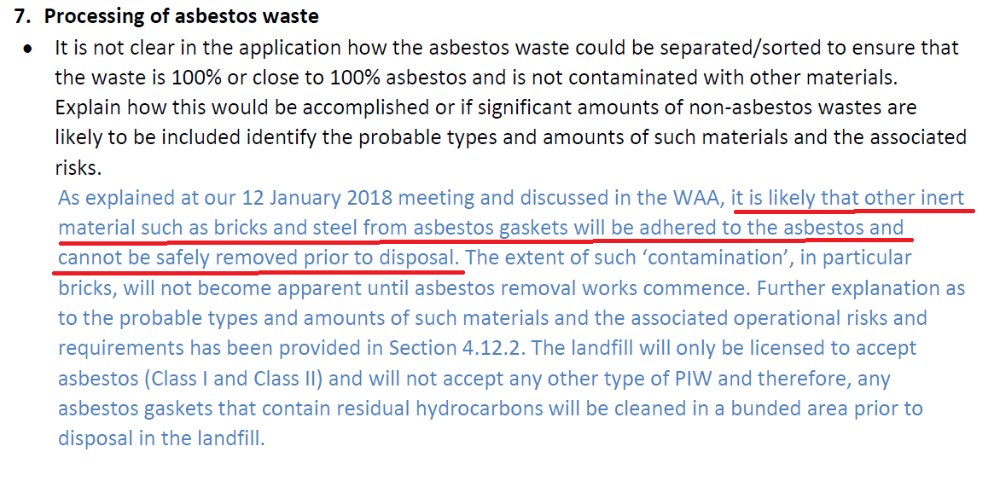 7. Processing of asbestos waste
• It is not clear in the application how the asbestos waste could be separated/sorted to ensure that
the waste is 100% or close to 100% asbestos and is not contaminated with other materials.
Explain how this would be accomplished or if significant amounts of non-asbestos wastes are
likely to be included identify the probable types and amounts of such materials and the associated
risks.
As explained at our 12 January 2018 meeting and discussed in the WAA, it is likely that other inert
material such as bricks and steel from asbestos gaskets will be adhered to the asbestos and
cannot be safely removed prior to disposal. The extent of such ‘contamination’, in particular
bricks, will not become apparent until asbestos removal works commence. Further explanation as
to the probable types and amounts of such materials and the associated operational risks and
requirements has been provided in Section 4.12.2. The landfill will only be licensed to accept
asbestos (Class I and Class II) and will not accept any other type of PIW and therefore, any
asbestos gaskets that contain residual hydrocarbons will be cleaned in a bunded area prior to
disposal in the landfill.